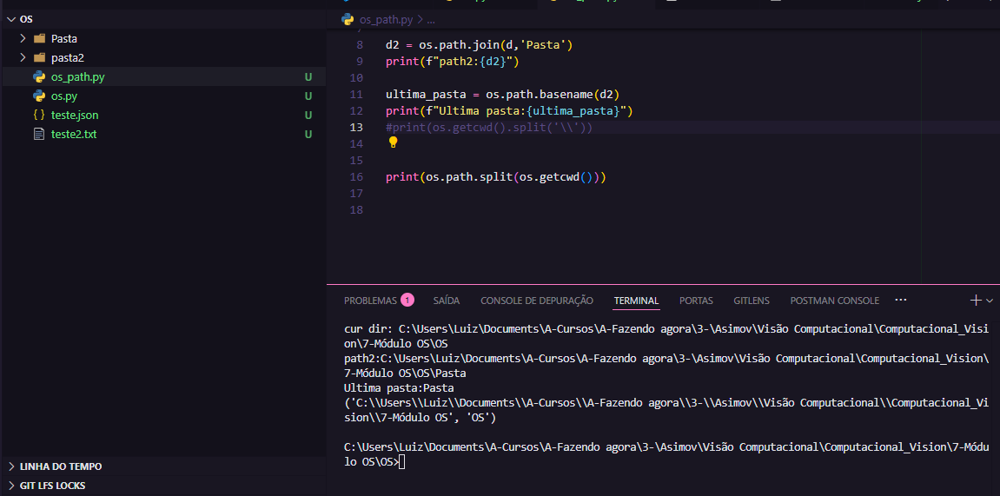 OS
Pasta
pasta2
os_path.py U
os.py U
{} teste.json U
teste2.txt U
LINHA DO TEMPO
GIT LFS LOCKS
os_path.py > ...
8 d2 = os.path.join(d,'Pasta')
9 print(f"path2:{d2}")
10
11 ultima_pasta = os.path.basename(d2)
12 print(f"Ultima pasta:{ultima_pasta}")
13 #print(os.getcwd().split('\\'))
14
15
16 print(os.path.split(os.getcwd()))
17
18
PROBLEMAS 1 SAÍDA CONSOLE DE DEPURAÇÃO TERMINAL PORTAS GITLENS POSTMAN CONSOLE ...
cur dir: C:\Users\Luiz\Documents\A-Cursos\A-Fazendo agora\3-\Asimov\Visão Computacional\Computacional_Visi
on\7-Módulo OS\OS
path2:C:\Users\Luiz\Documents\A-Cursos\A-Fazendo agora\3-\Asimov\Visão Computacional\Computacional_Vision\
7-Módulo OS\OS\Pasta
Ultima pasta:Pasta
('C:\\Users\\Luiz\\Documents\\A-Cursos\\A-Fazendo agora\\3-\\Asimov\\Visão Computacional\\Computacional_Vi
sion\\7-Módulo OS', 'OS')
C:\Users\Luiz\Documents\A-Cursos\A-Fazendo agora\3-\Asimov\Visão Computacional\Computacional_Vision\7-Módu
lo OS\OS>